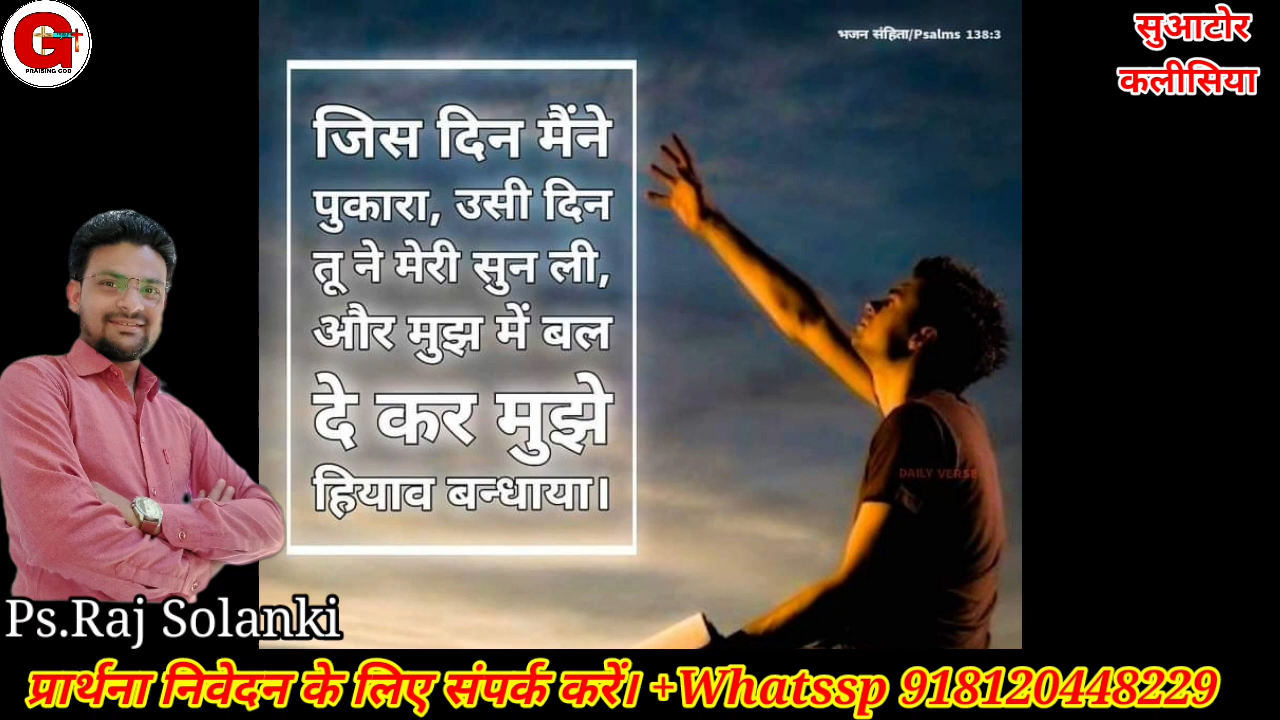 PRAISING GOD
सुआटोर
कलीसिया
भजन संहिता/Psalms 138:3
जिस दिन मैंने
पुकारा, उसी दिन
तू ने मेरी सुन ली,
और मुझ में बल
दे कर मुझे
हियाव बन्धाया।
DAILY VERSE
Ps.Raj Solanki
प्रार्थना निवेदन के लिए संपर्क करें। +Whatssp 918120448229